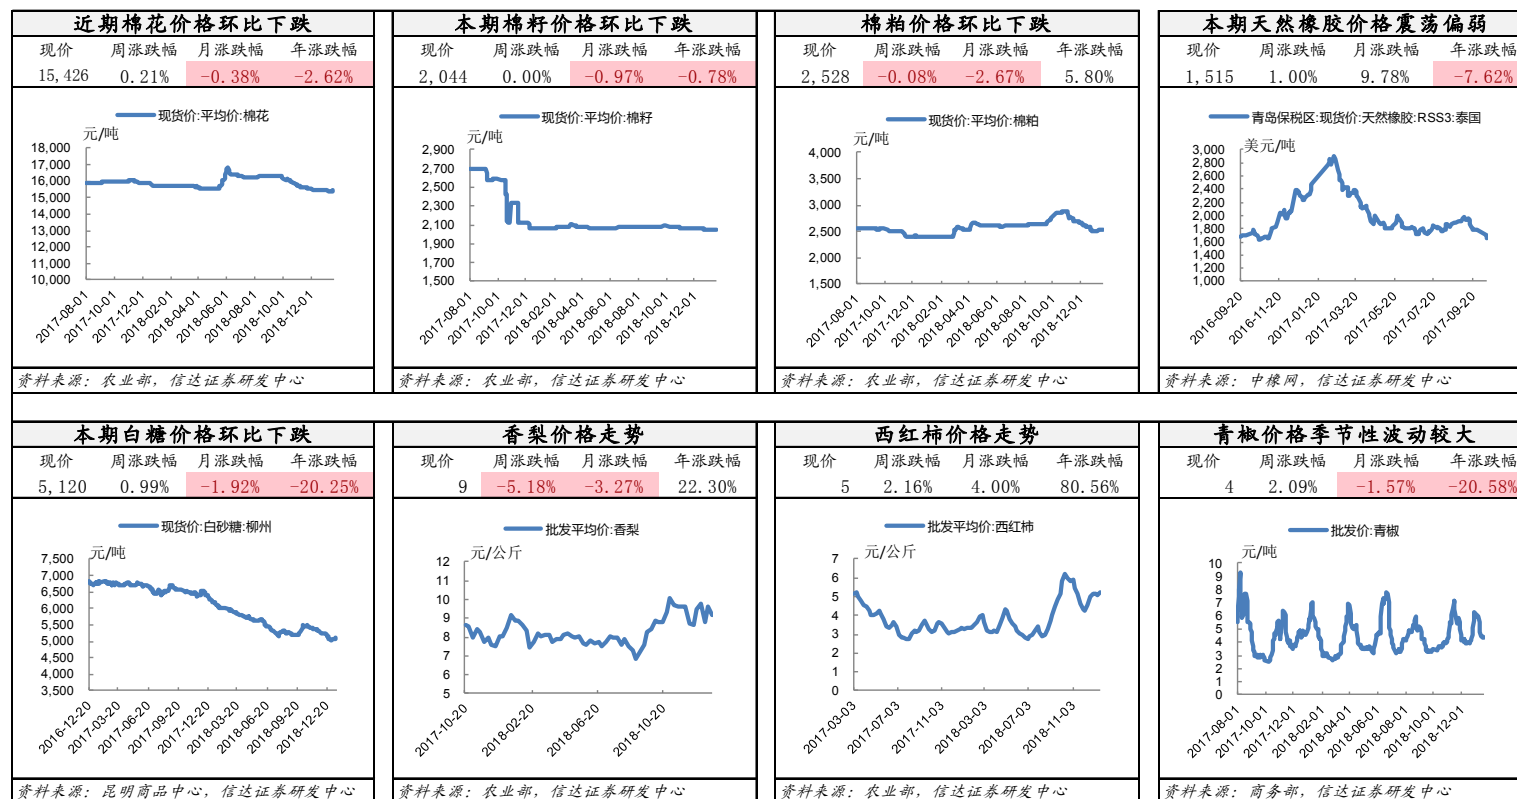 近期棉花价格环比下跌
现价 周涨跌幅 月涨跌幅 年涨跌幅
15,426 0.21% -0.38% -2.62%
现货价:平均价:棉花
元/吨
18,000
17,000
16,000
15,000
14,000
13,000
12,000
11,000
10,000
2017-08-01
2017-10-01
2017-12-01
2018-02-01
2018-04-01
2018-06-01
2018-08-01
2018-10-01
2018-12-01
资料来源：农业部，信达证券研发中心
本期棉籽价格环比下跌
现价 周涨跌幅 月涨跌幅 年涨跌幅
2,044 0.00% -0.97% -0.78%
现货价:平均价:棉籽
元/吨
2,900
2,700
2,500
2,300
2,100
1,900
1,700
1,500
2017-08-01
2017-10-01
2017-12-01
2018-02-01
2018-04-01
2018-06-01
2018-08-01
2018-10-01
2018-12-01
资料来源：农业部，信达证券研发中心
棉粕价格环比下跌
现价 周涨跌幅 月涨跌幅 年涨跌幅
2,528 -0.08% -2.67% 5.80%
现货价:平均价:棉粕
元/吨
4,000
3,500
3,000
2,500
2,000
1,500
2017-08-01
2017-10-01
2017-12-01
2018-02-01
2018-04-01
2018-06-01
2018-08-01
2018-10-01
2018-12-01
资料来源：农业部，信达证券研发中心
本期天然橡胶价格震荡偏弱
现价 周涨跌幅 月涨跌幅 年涨跌幅
1,515 1.00% 9.78% -7.62%
青岛保税区:现货价:天然橡胶:RSS3:泰国
美元/吨
3,000
2,800
2,600
2,400
2,200
2,000
1,800
1,600
1,400
1,200
1,000
2016-09-20
2016-11-20
2017-01-20
2017-03-20
2017-05-20
2017-07-20
2017-09-20
资料来源：中橡网，信达证券研发中心
本期白糖价格环比下跌
现价 周涨跌幅 月涨跌幅 年涨跌幅
5,120 0.99% -1.92% -20.25%
现货价:白砂糖:柳州
元/吨
7,500
7,000
6,500
6,000
5,500
5,000
4,500
4,000
3,500
2016-12-20
2017-03-20
2017-06-20
2017-09-20
2017-12-20
2018-03-20
2018-06-20
2018-09-20
2018-12-20
资料来源：昆明商品中心，信达证券研发中心
香梨价格走势
现价 周涨跌幅 月涨跌幅 年涨跌幅
9 -5.18% -3.27% 22.30%
批发平均价:香梨
元/公斤
12
11
10
9
8
7
6
5
2017-10-20
2018-02-20
2018-06-20
2018-10-20
资料来源：农业部，信达证券研发中心
西红柿价格走势
现价 周涨跌幅 月涨跌幅 年涨跌幅
5 2.16% 4.00% 80.56%
批发平均价:西红柿
元/公斤
7
6
5
4
3
2
1
0
2017-03-03
2017-07-03
2017-11-03
2018-03-03
2018-07-03
2018-11-03
资料来源：农业部，信达证券研发中心
青椒价格季节性波动较大
现价 周涨跌幅 月涨跌幅 年涨跌幅
4 2.09% -1.57% -20.58%
批发价:青椒
元/吨
10
9
8
7
6
5
4
3
2
1
0
2017-08-01
2017-10-01
2017-12-01
2018-02-01
2018-04-01
2018-06-01
2018-08-01
2018-10-01
2018-12-01
资料来源：商务部，信达证券研发中心